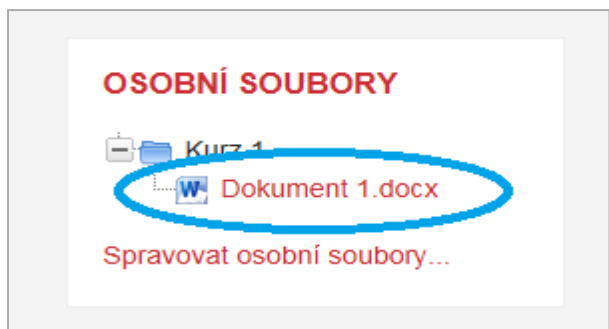 OSOBNÍ SOUBORY
Kurz 1
Dokument 1.docx
Spravovat osobní soubory...